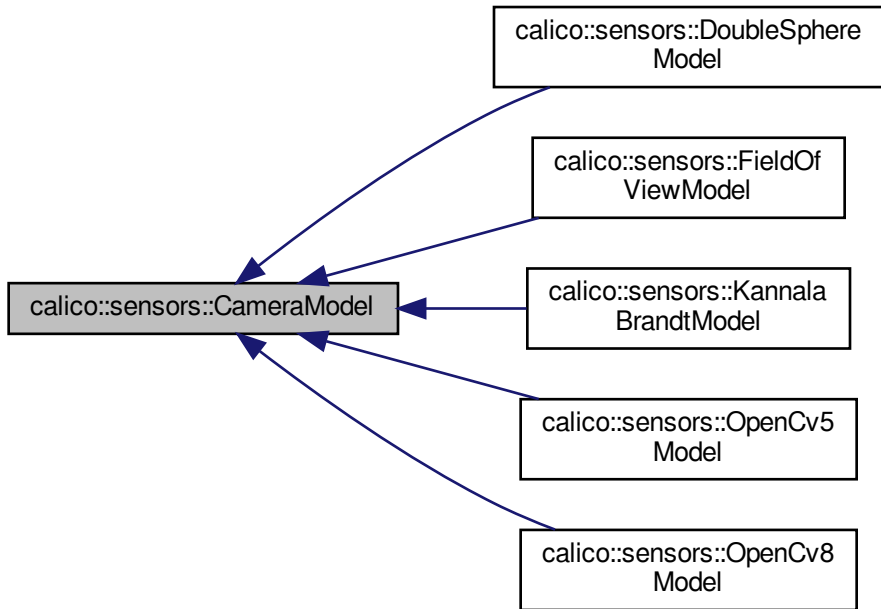 calico::sensors::DoubleSphere
Model
calico::sensors::FieldOf
ViewModel
calico::sensors::CameraModel
calico::sensors::Kannala
BrandtModel
calico::sensors::OpenCv5
Model
calico::sensors::OpenCv8
Model